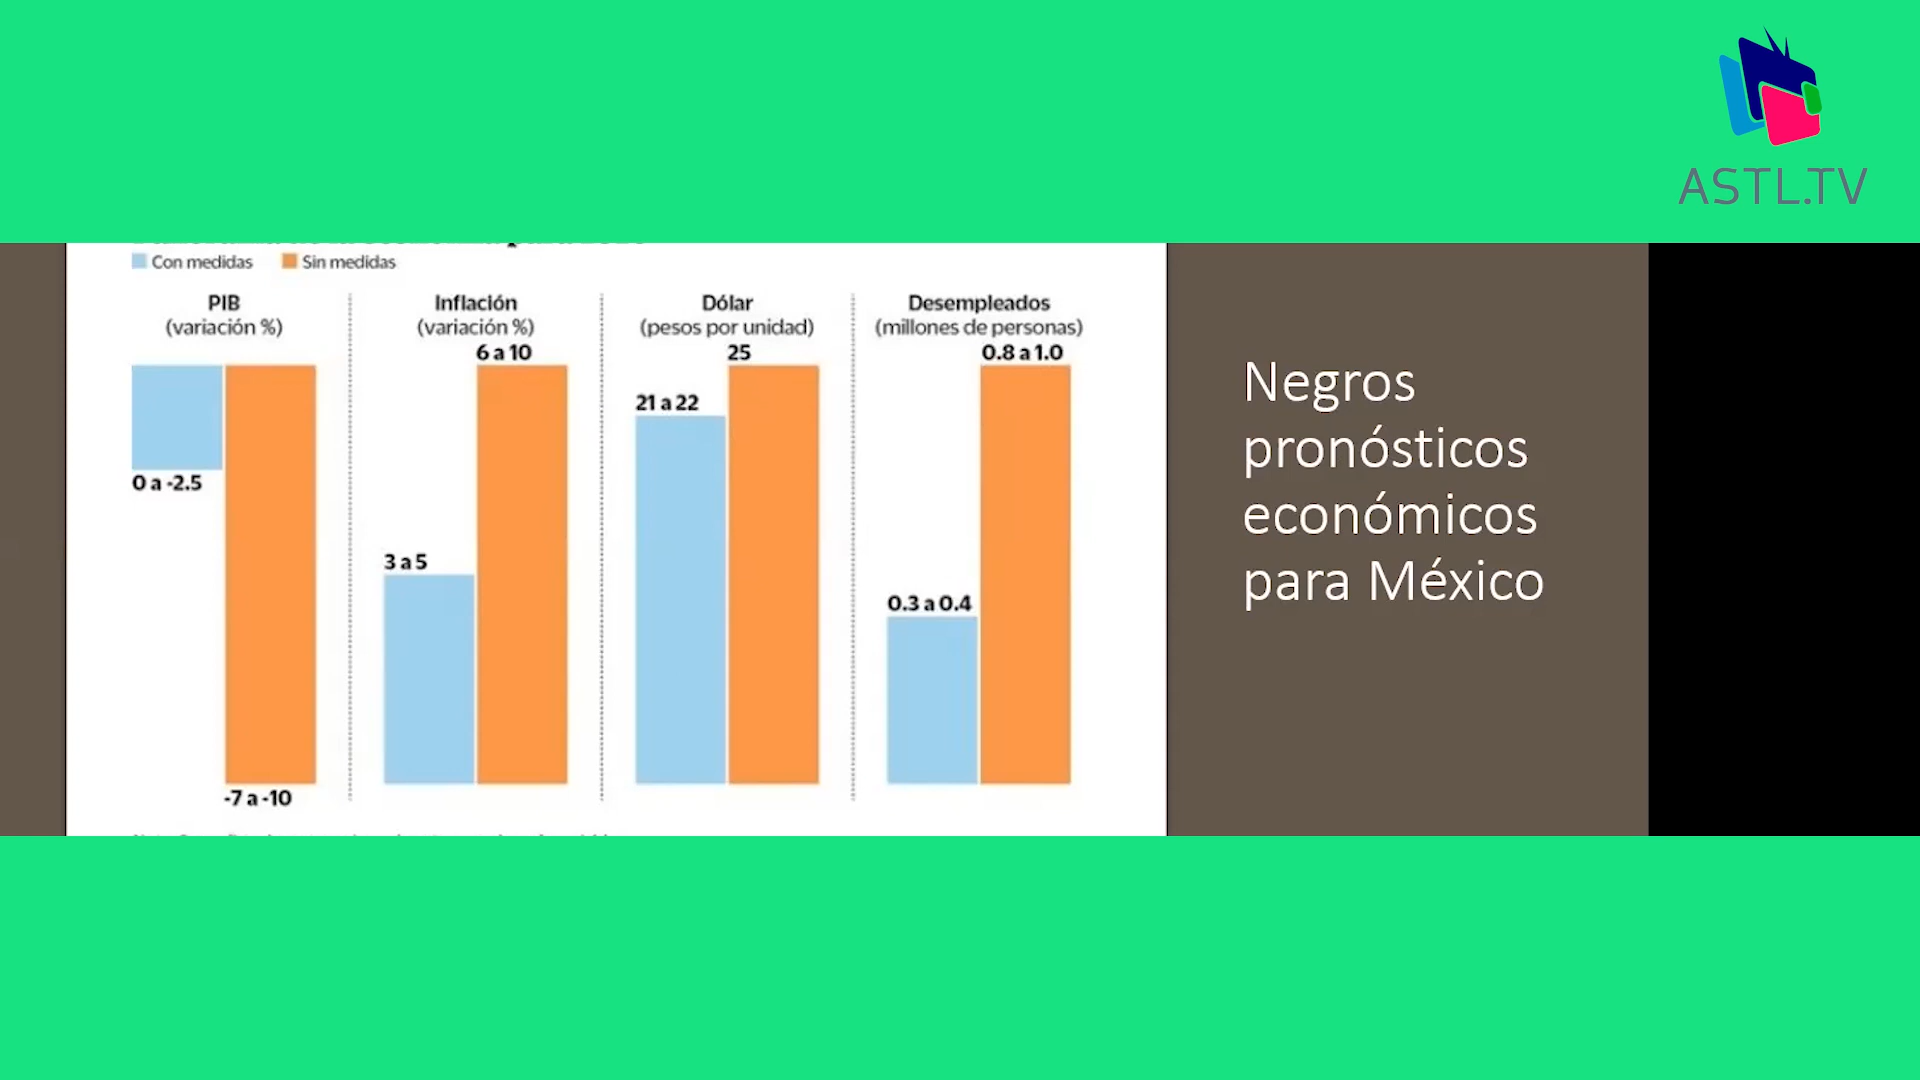 ASTL.TV
Con medidas Sin medidas
PIB
(variación %)
0 a -2.5
-7 a -10
Inflación
(variación %)
6 a 10
3 a 5
Dólar
(pesos por unidad)
25
21 a 22
Desempleados
(millones de personas)
0.8 a 1.0
0.3 a 0.4
Negros
pronósticos
económicos
para México